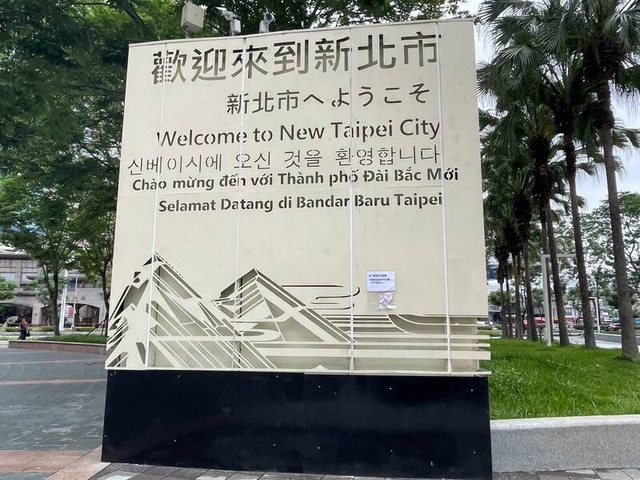 歡迎來到新北市
新北市へようこそ
Welcome to New Taipei City
신베이시에 오신 것을 환영합니다
Chào mừng đến với Thành phố Đài Bắc Mới
Selamat Datang di Bandar Baru Taipei